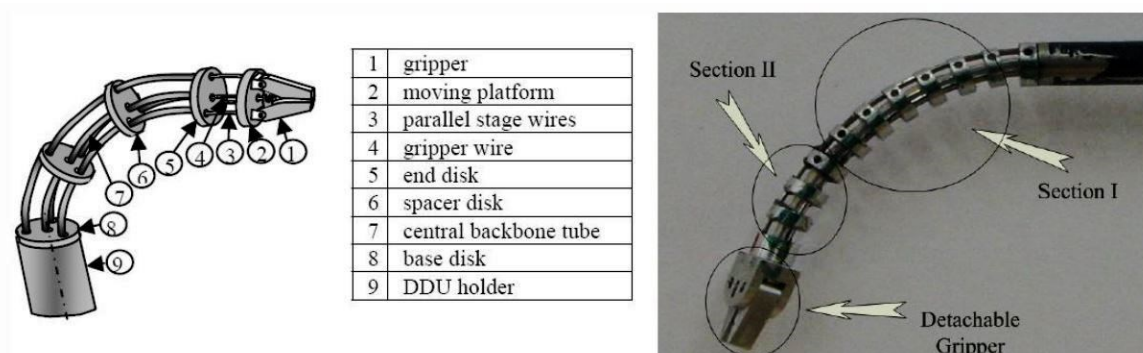 1 gripper
2 moving platform
3 parallel stage wires
4 gripper wire
5 end disk
6 spacer disk
7 central backbone tube
8 base disk
9 DDU holder
7
8
9
6
5
4
3
2
1
Section II
Section I
Detachable
Gripper